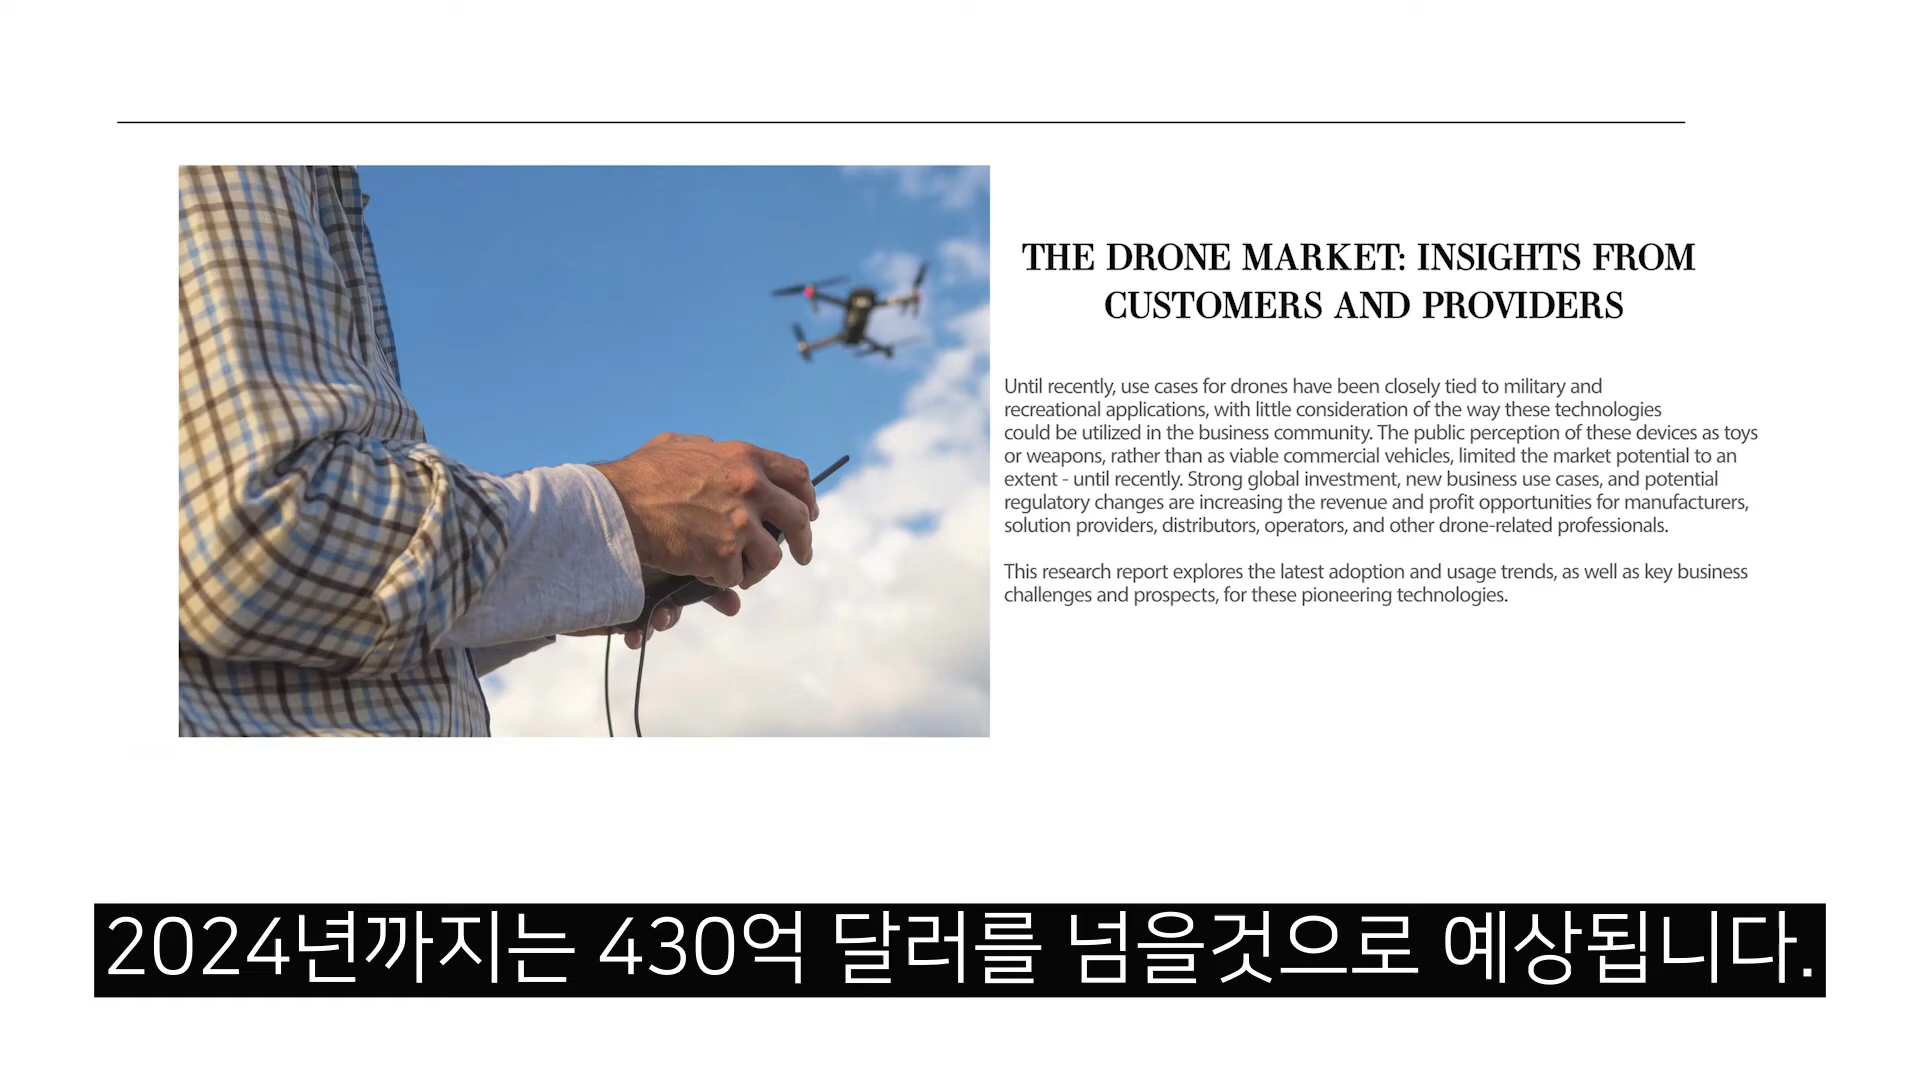 THE DRONE MARKET: INSIGHTS FROM
CUSTOMERS AND PROVIDERS
Until recently, use cases for drones have been closely tied to military and
recreational applications, with little consideration of the way these technologies
could be utilized in the business community. The public perception of these devices as toys
or weapons, rather than as viable commercial vehicles, limited the market potential to an
extent - until recently. Strong global investment, new business use cases, and potential
regulatory changes are increasing the revenue and profit opportunities for manufacturers,
solution providers, distributors, operators, and other drone-related professionals.
This research report explores the latest adoption and usage trends, as well as key business
challenges and prospects, for these pioneering technologies.
2024년까지는 430억 달러를 넘을것으로 예상됩니다.